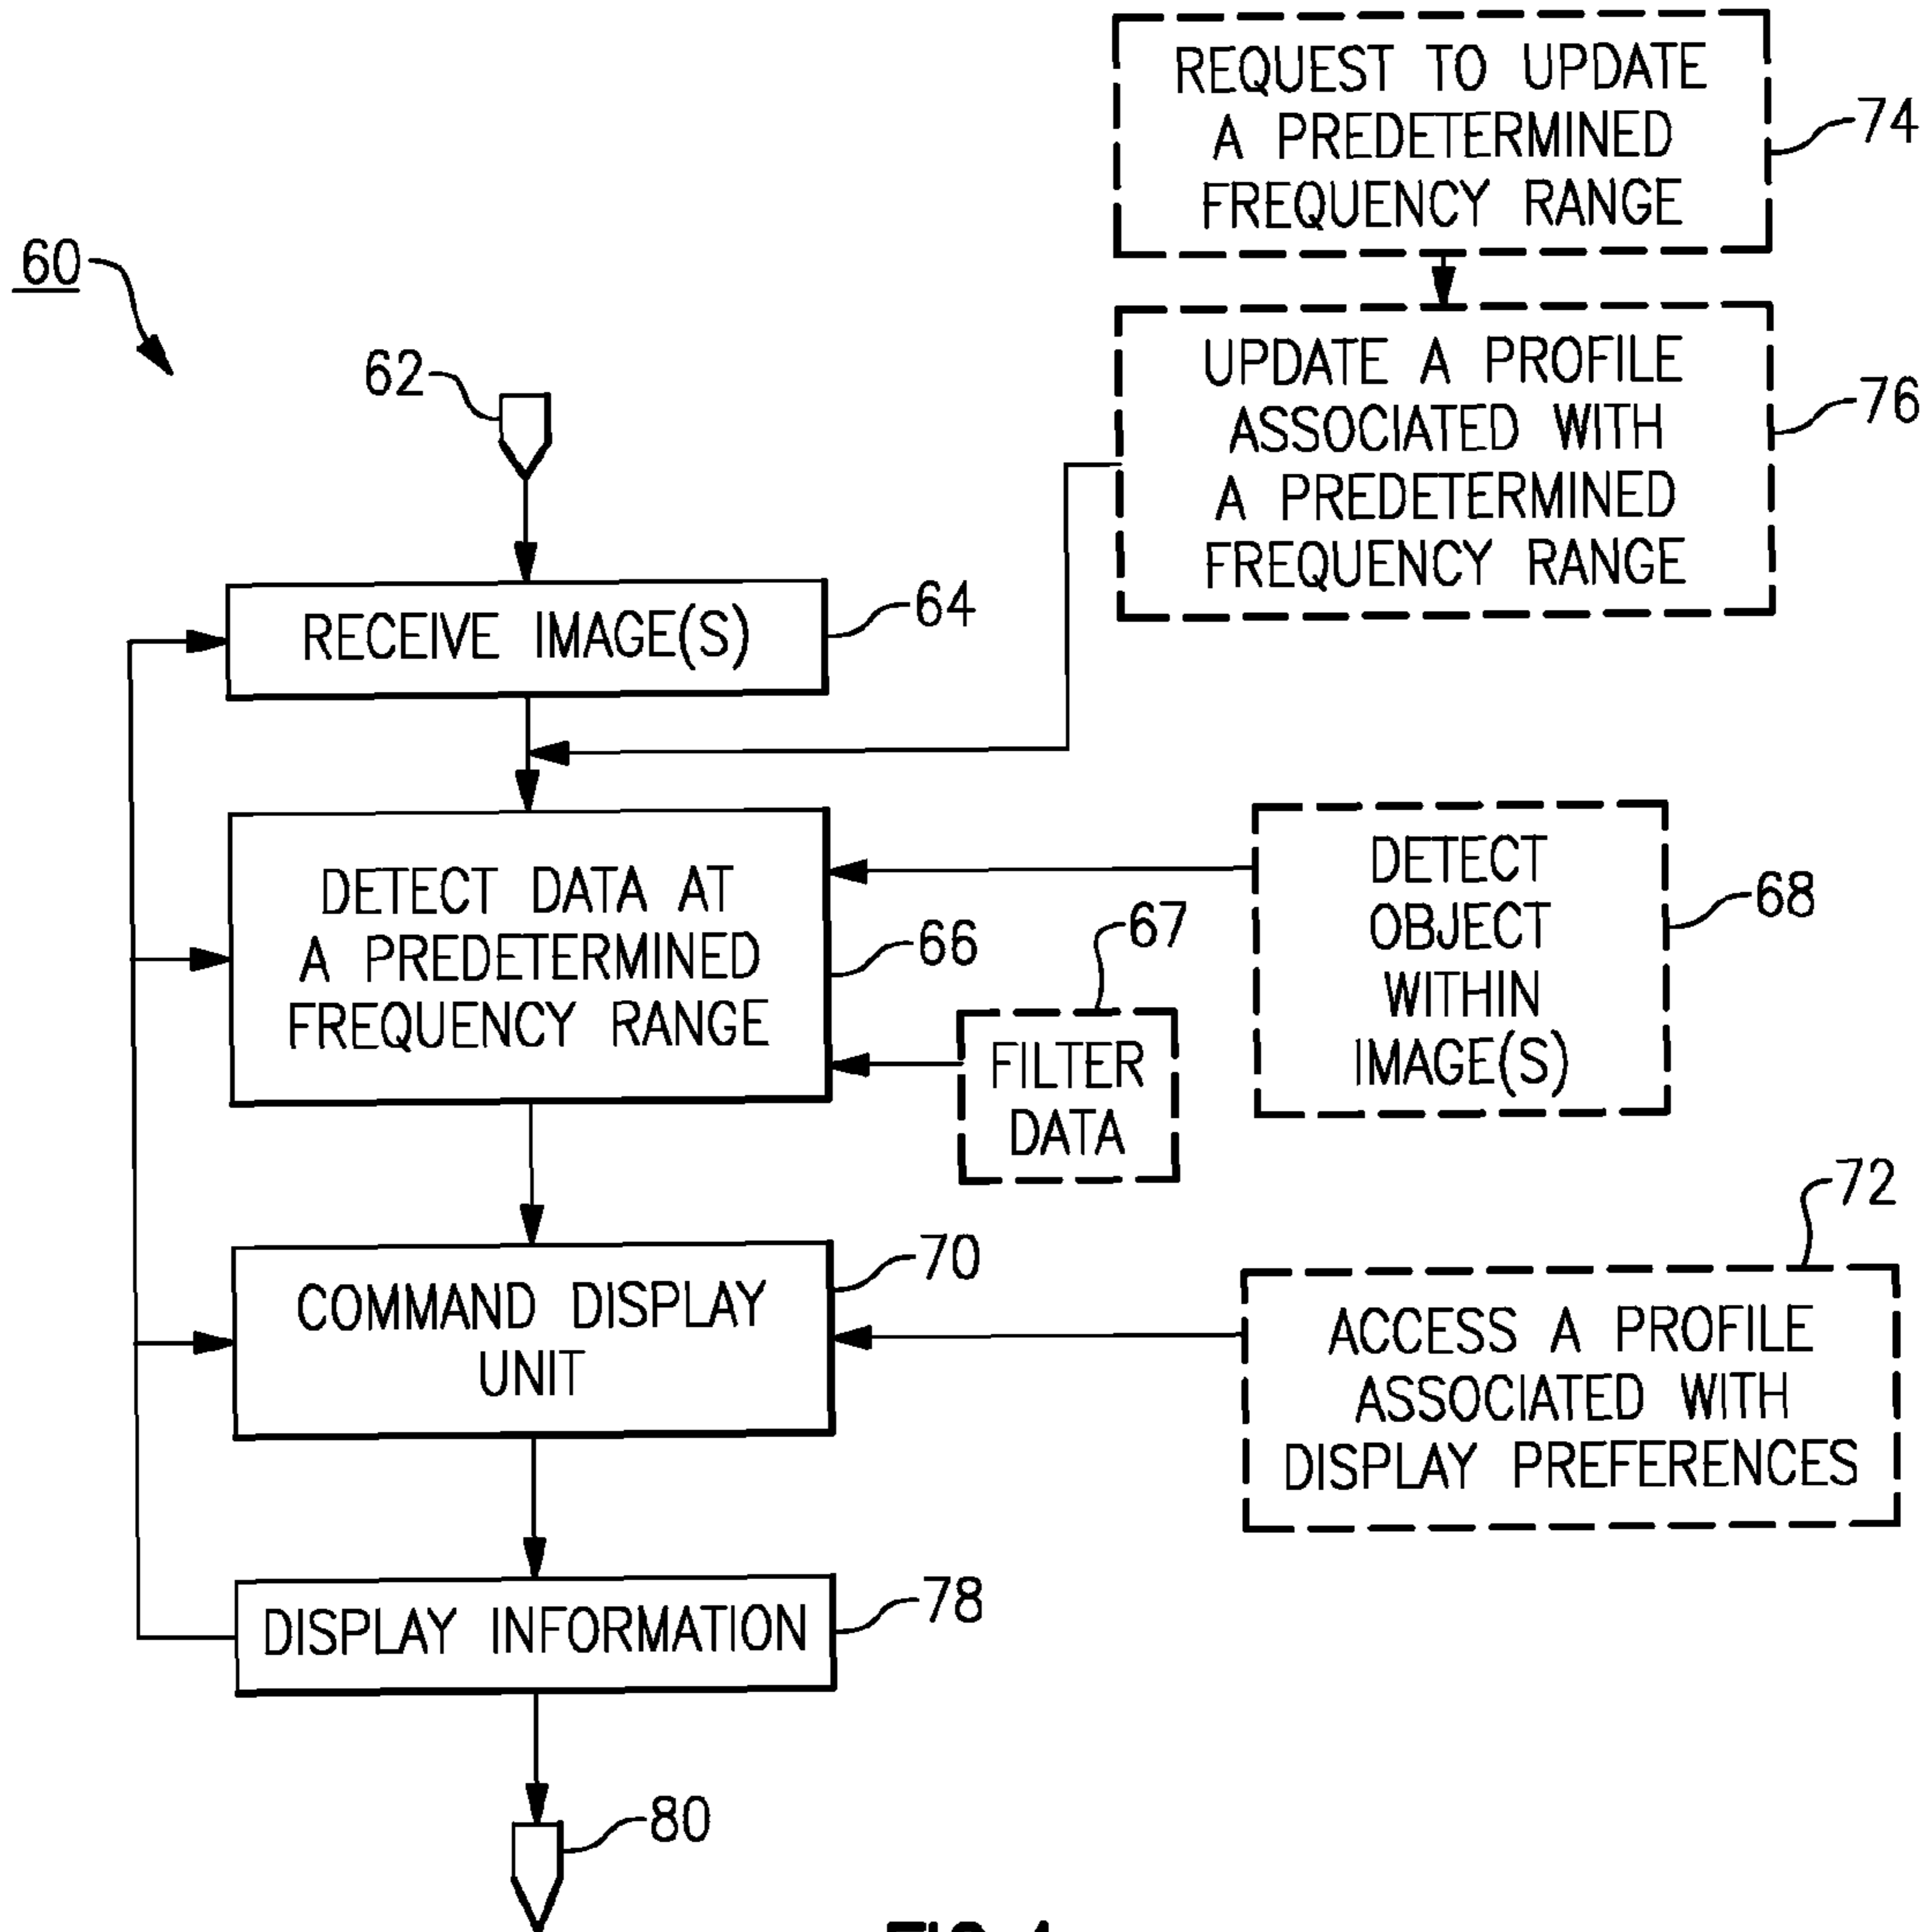 REQUEST TO UPDATE
A PREDETERMINED
FREQUENCY RANGE
74
60
UPDATE A PROFILE
ASSOCIATED WITH
A PREDETERMINED
FREQUENCY RANGE
76
62
RECEIVE IMAGE(S)
64
DETECT DATA AT
A PREDETERMINED
FREQUENCY RANGE
66
67
FILTER
DATA
DETECT
OBJECT
WITHIN
IMAGE(S)
68
COMMAND DISPLAY
UNIT
70
72
ACCESS A PROFILE
ASSOCIATED WITH
DISPLAY PREFERENCES
DISPLAY INFORMATION
78
80